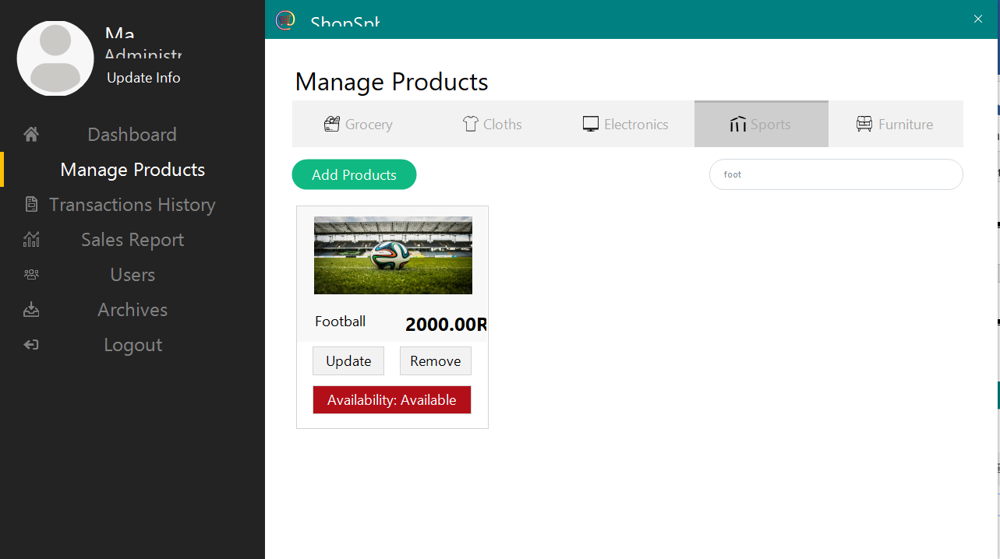 Ma
Administr
Update Info
Dashboard
Manage Products
Transactions History
Sales Report
Users
Archives
Logout
ShopSph
Manage Products
Grocery
Cloths
Electronics
Sports
Furniture
Add Products
foot
Football
2000.00R
Update
Remove
Availability: Available